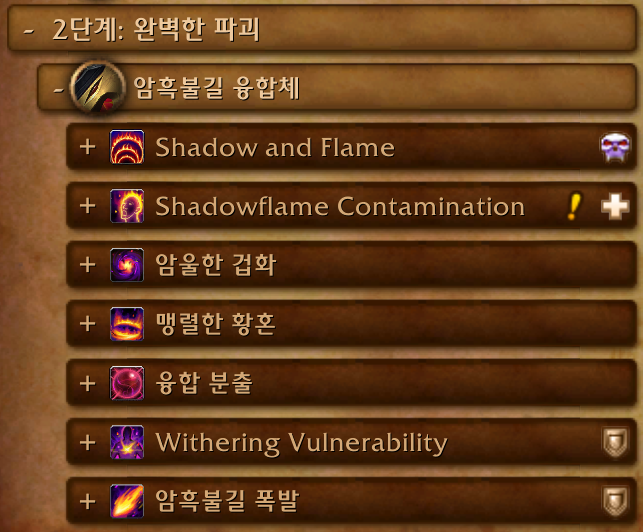 - 2단계: 완벽한 파괴
- 암흑불길 융합체
+ Shadow and Flame
+ Shadowflame Contamination
+ 암울한 겁화
+ 맹렬한 황혼
+ 융합 분출
+ Withering Vulnerability
+ 암흑불길 폭발